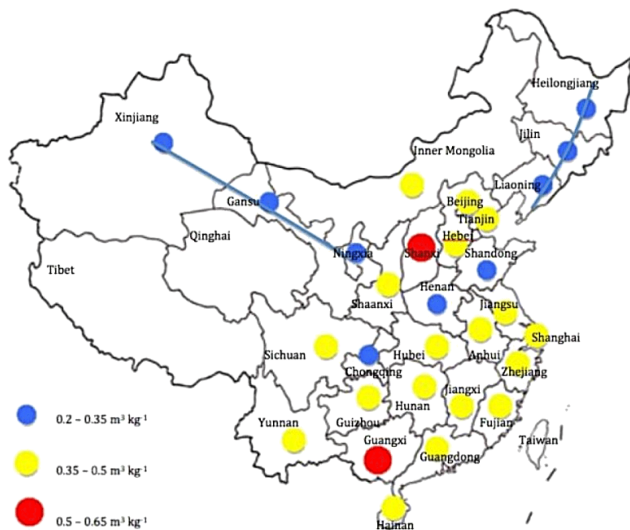 Heilongjiang
Xinjiang
Jilin
Inner Mongolia
Liaoning
Gansu
Beijing
Tianjin
Qinghai
Hebei
Ningxia
Shanxi
Shandong
Tibet
Henan
Shaanxi
Jiangsu
Shanghai
Sichuan
Hubei
Anhui
Chongqing
Zhejiang
Hunan
Jiangxi
Yunnan
Guizhou
Fujian
Guangxi
Taiwan
Guangdong
Hainan
0.2 – 0.35 m³ kg⁻¹
0.35 – 0.5 m³ kg⁻¹
0.5 – 0.65 m³ kg⁻¹